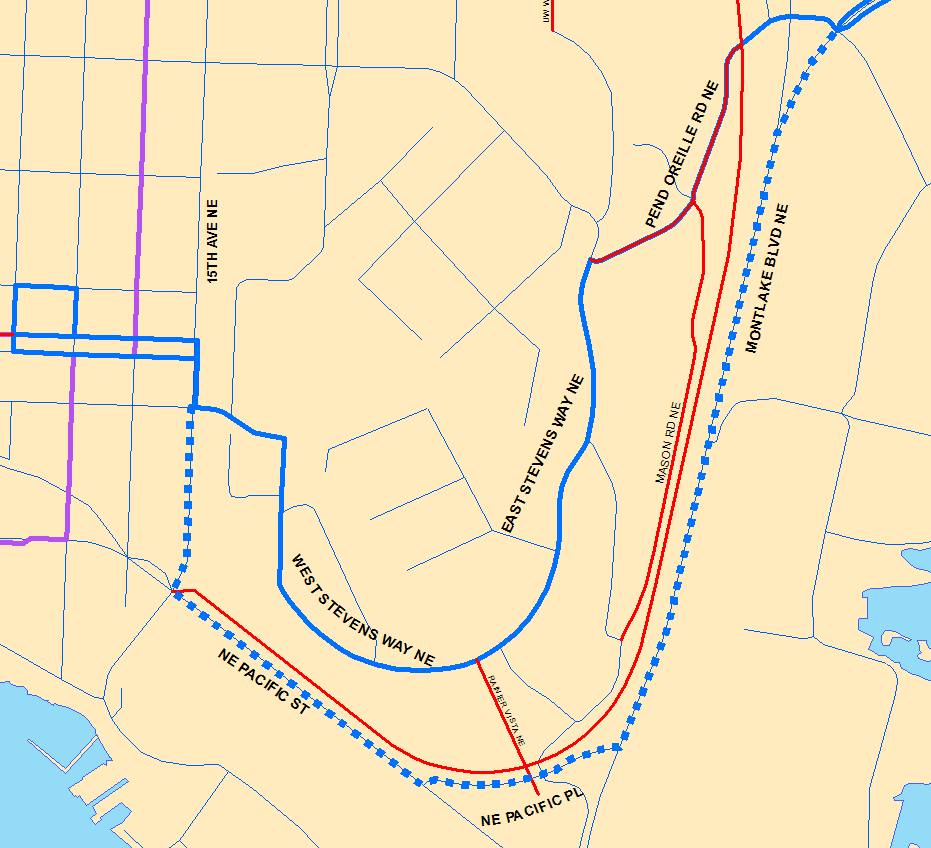 PEND OREILLE RD NE
15TH AVE NE
MONTLAKE BLVD NE
EAST STEVENS WAY NE
MASON RD NE
WEST STEVENS WAY NE
NE PACIFIC ST
RAINIER VISTA NE
NE PACIFIC PL